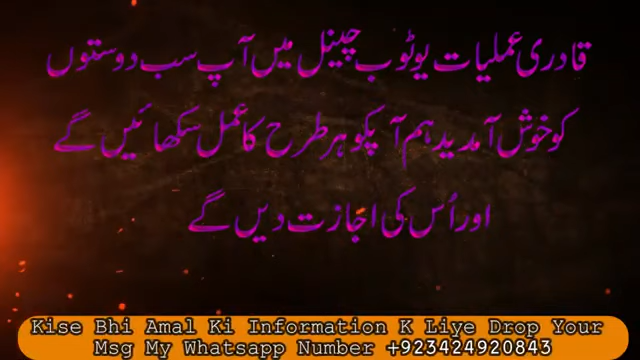 قادری عملیات یوٹوب چینل میں آپ سب دوستوں
کو خوش آمدید ہم آپکو ہر طرح کا عمل سکھائیں گے
اور اُس کی اجازت دیں گے
Kise Bhi Amal Ki Information K Liye Drop Your
Msg My Whatsapp Number +923424920843